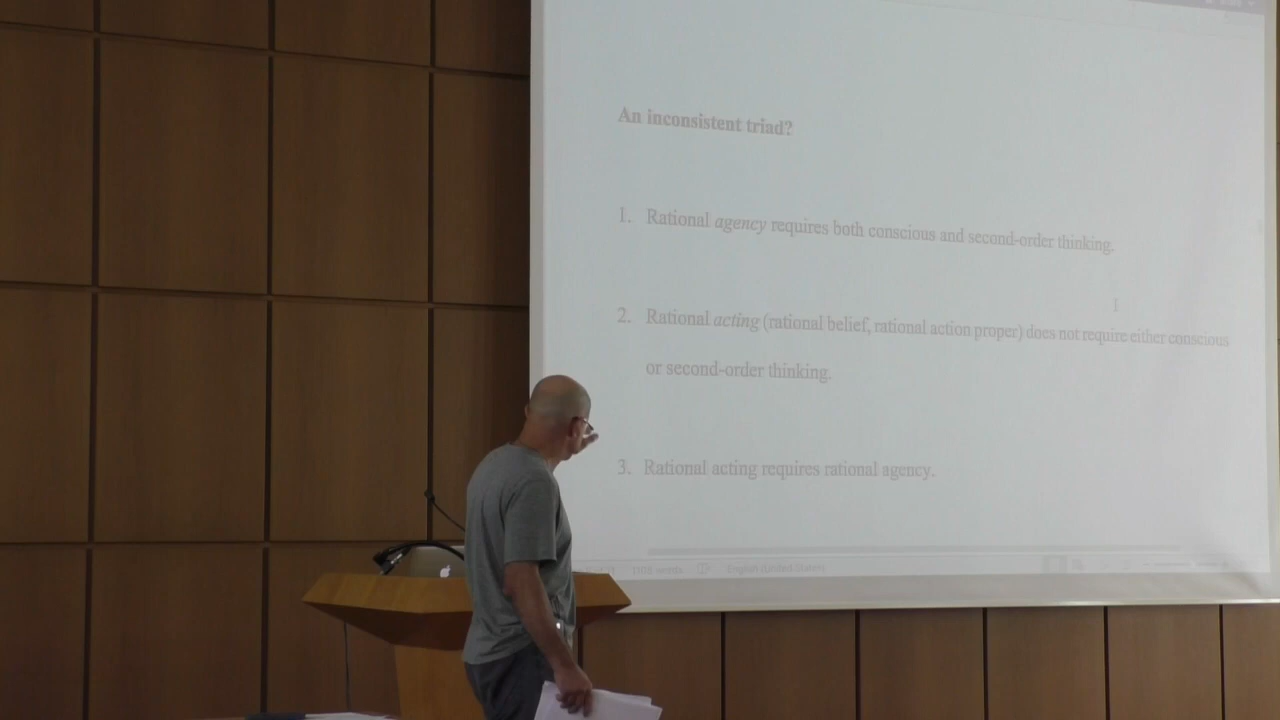 An inconsistent triad?
1. Rational agency requires both conscious and second-order thinking.
2. Rational acting (rational belief, rational action proper) does not require either conscious
or second-order thinking.
3. Rational acting requires rational agency.
words English (United States)